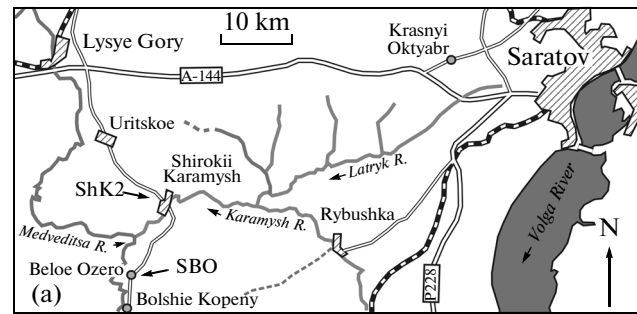 10 km
Krasnyi
Oktyabr
Lysye Gory
Saratov
A-144
Uritskoe
Shirokii
Karamysh
Latryk R.
ShK2
Karamysh R.
Rybushka
Volga River
Medveditsa R.
N
Beloe Ozero
SBO
P228
(a)
Bolshie Kopeny